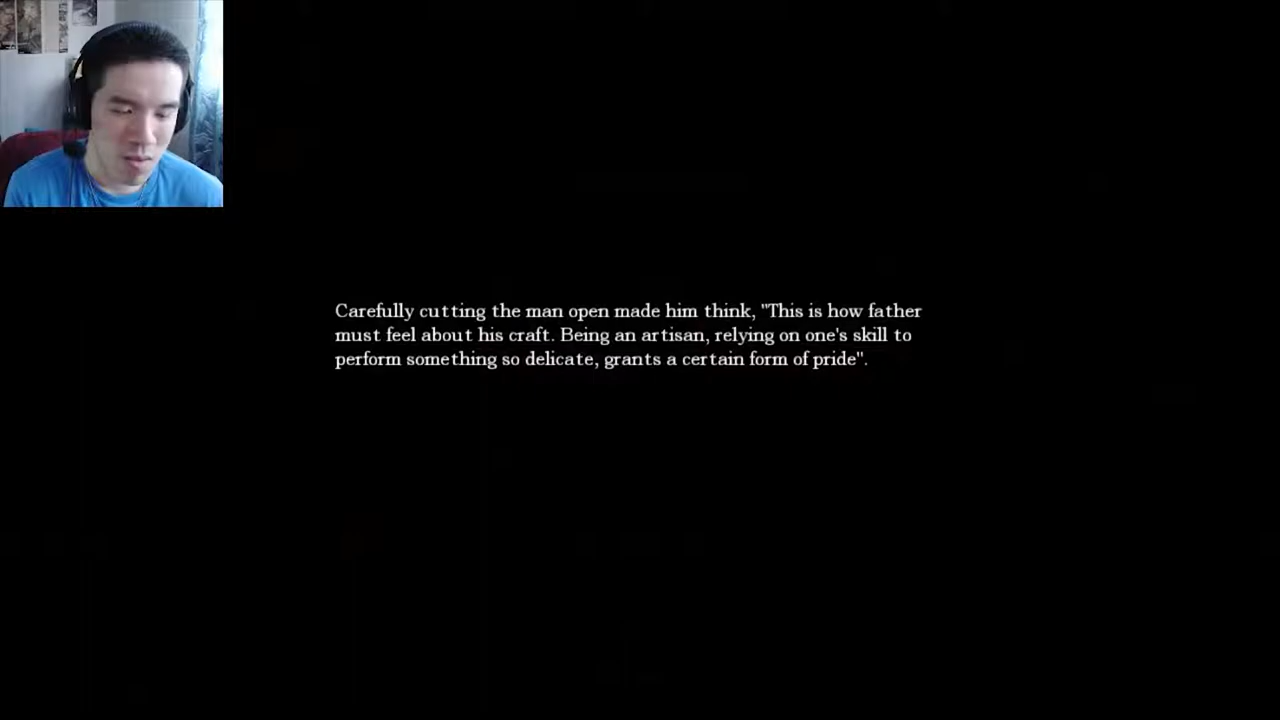 Carefully cutting the man open made him think, "This is how father
must feel about his craft. Being an artisan, relying on one's skill to
perform something so delicate, grants a certain form of pride".